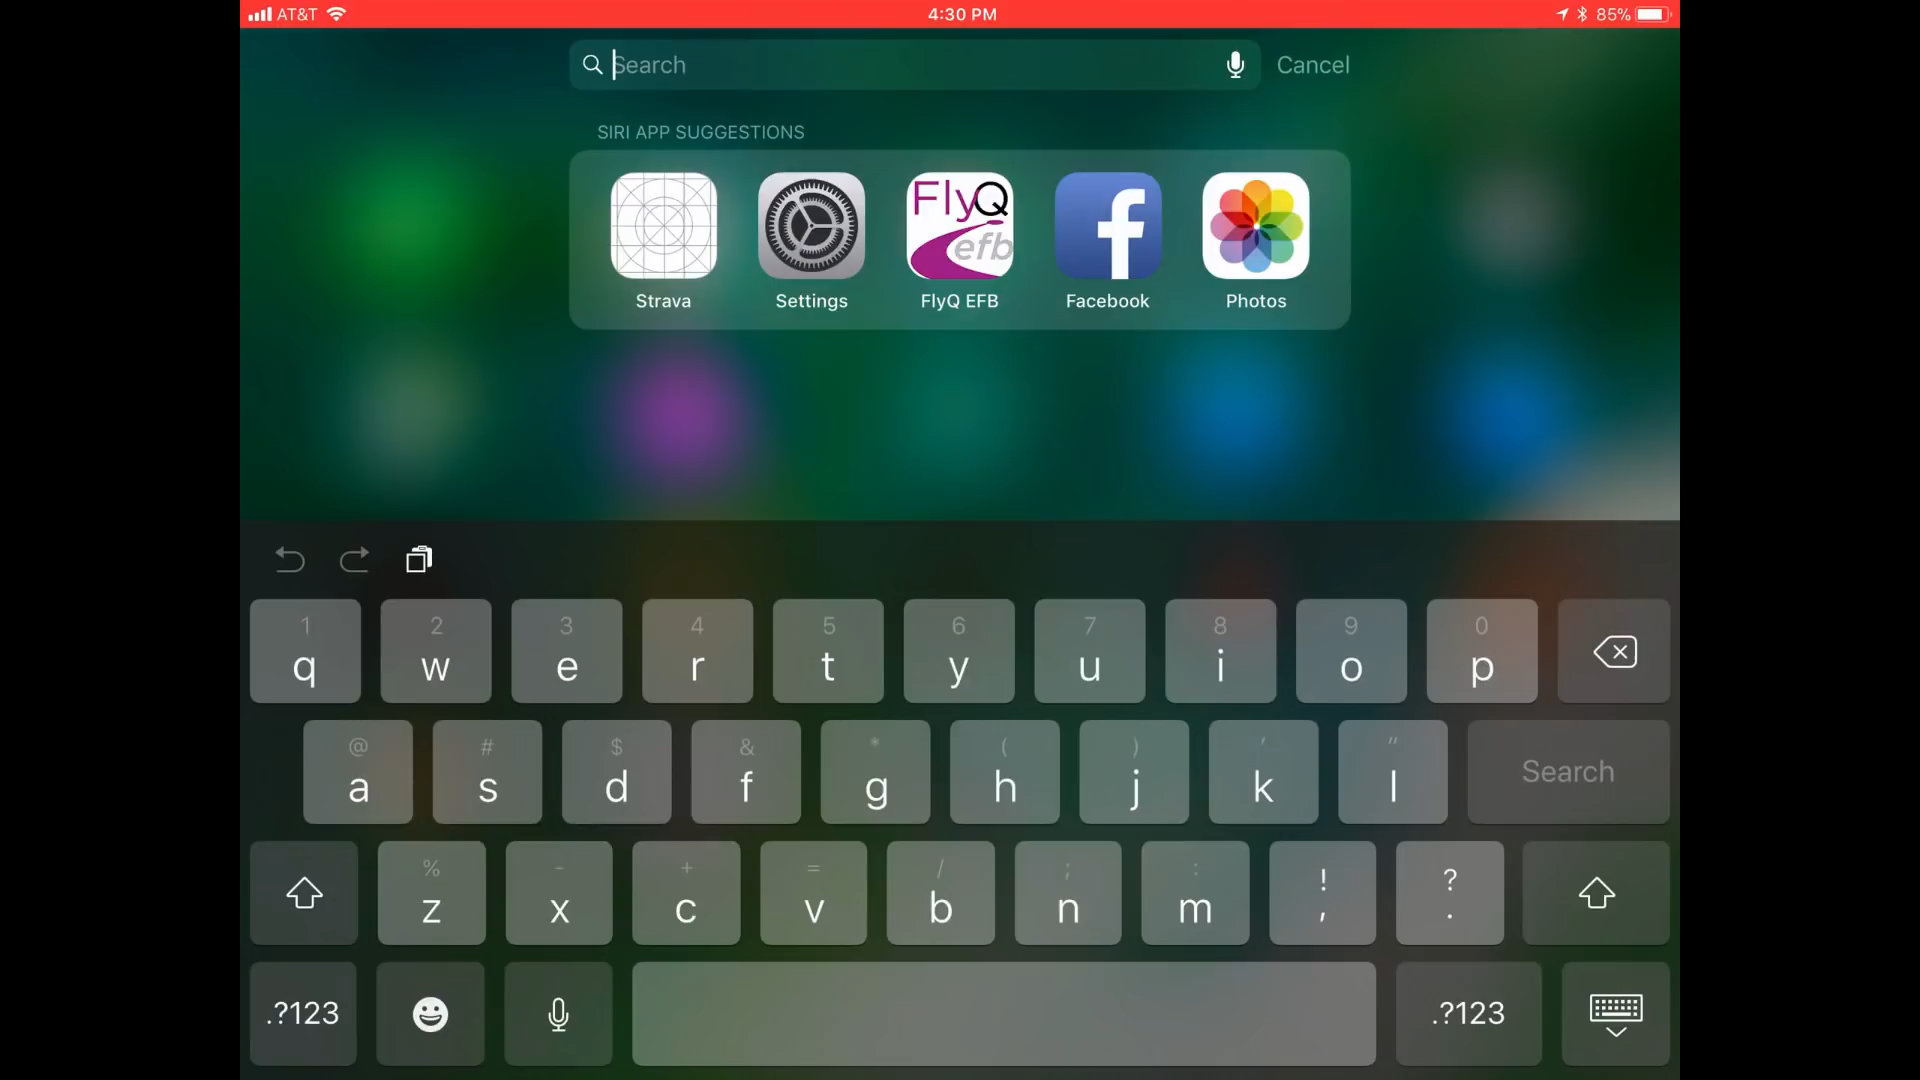 AT&T 4:30 PM 85%
Search Cancel
SIRI APP SUGGESTIONS
FlyQ
efb
Strava Settings FlyQ EFB Facebook Photos
1 2 3 4 5 6 7 8 9 0
q w e r t y u i o p
@ # $ & * ( ) ' "
a s d f g h j k l Search
% - + = / ; : ! ?
z x c v b n m , .
.?123 .?123